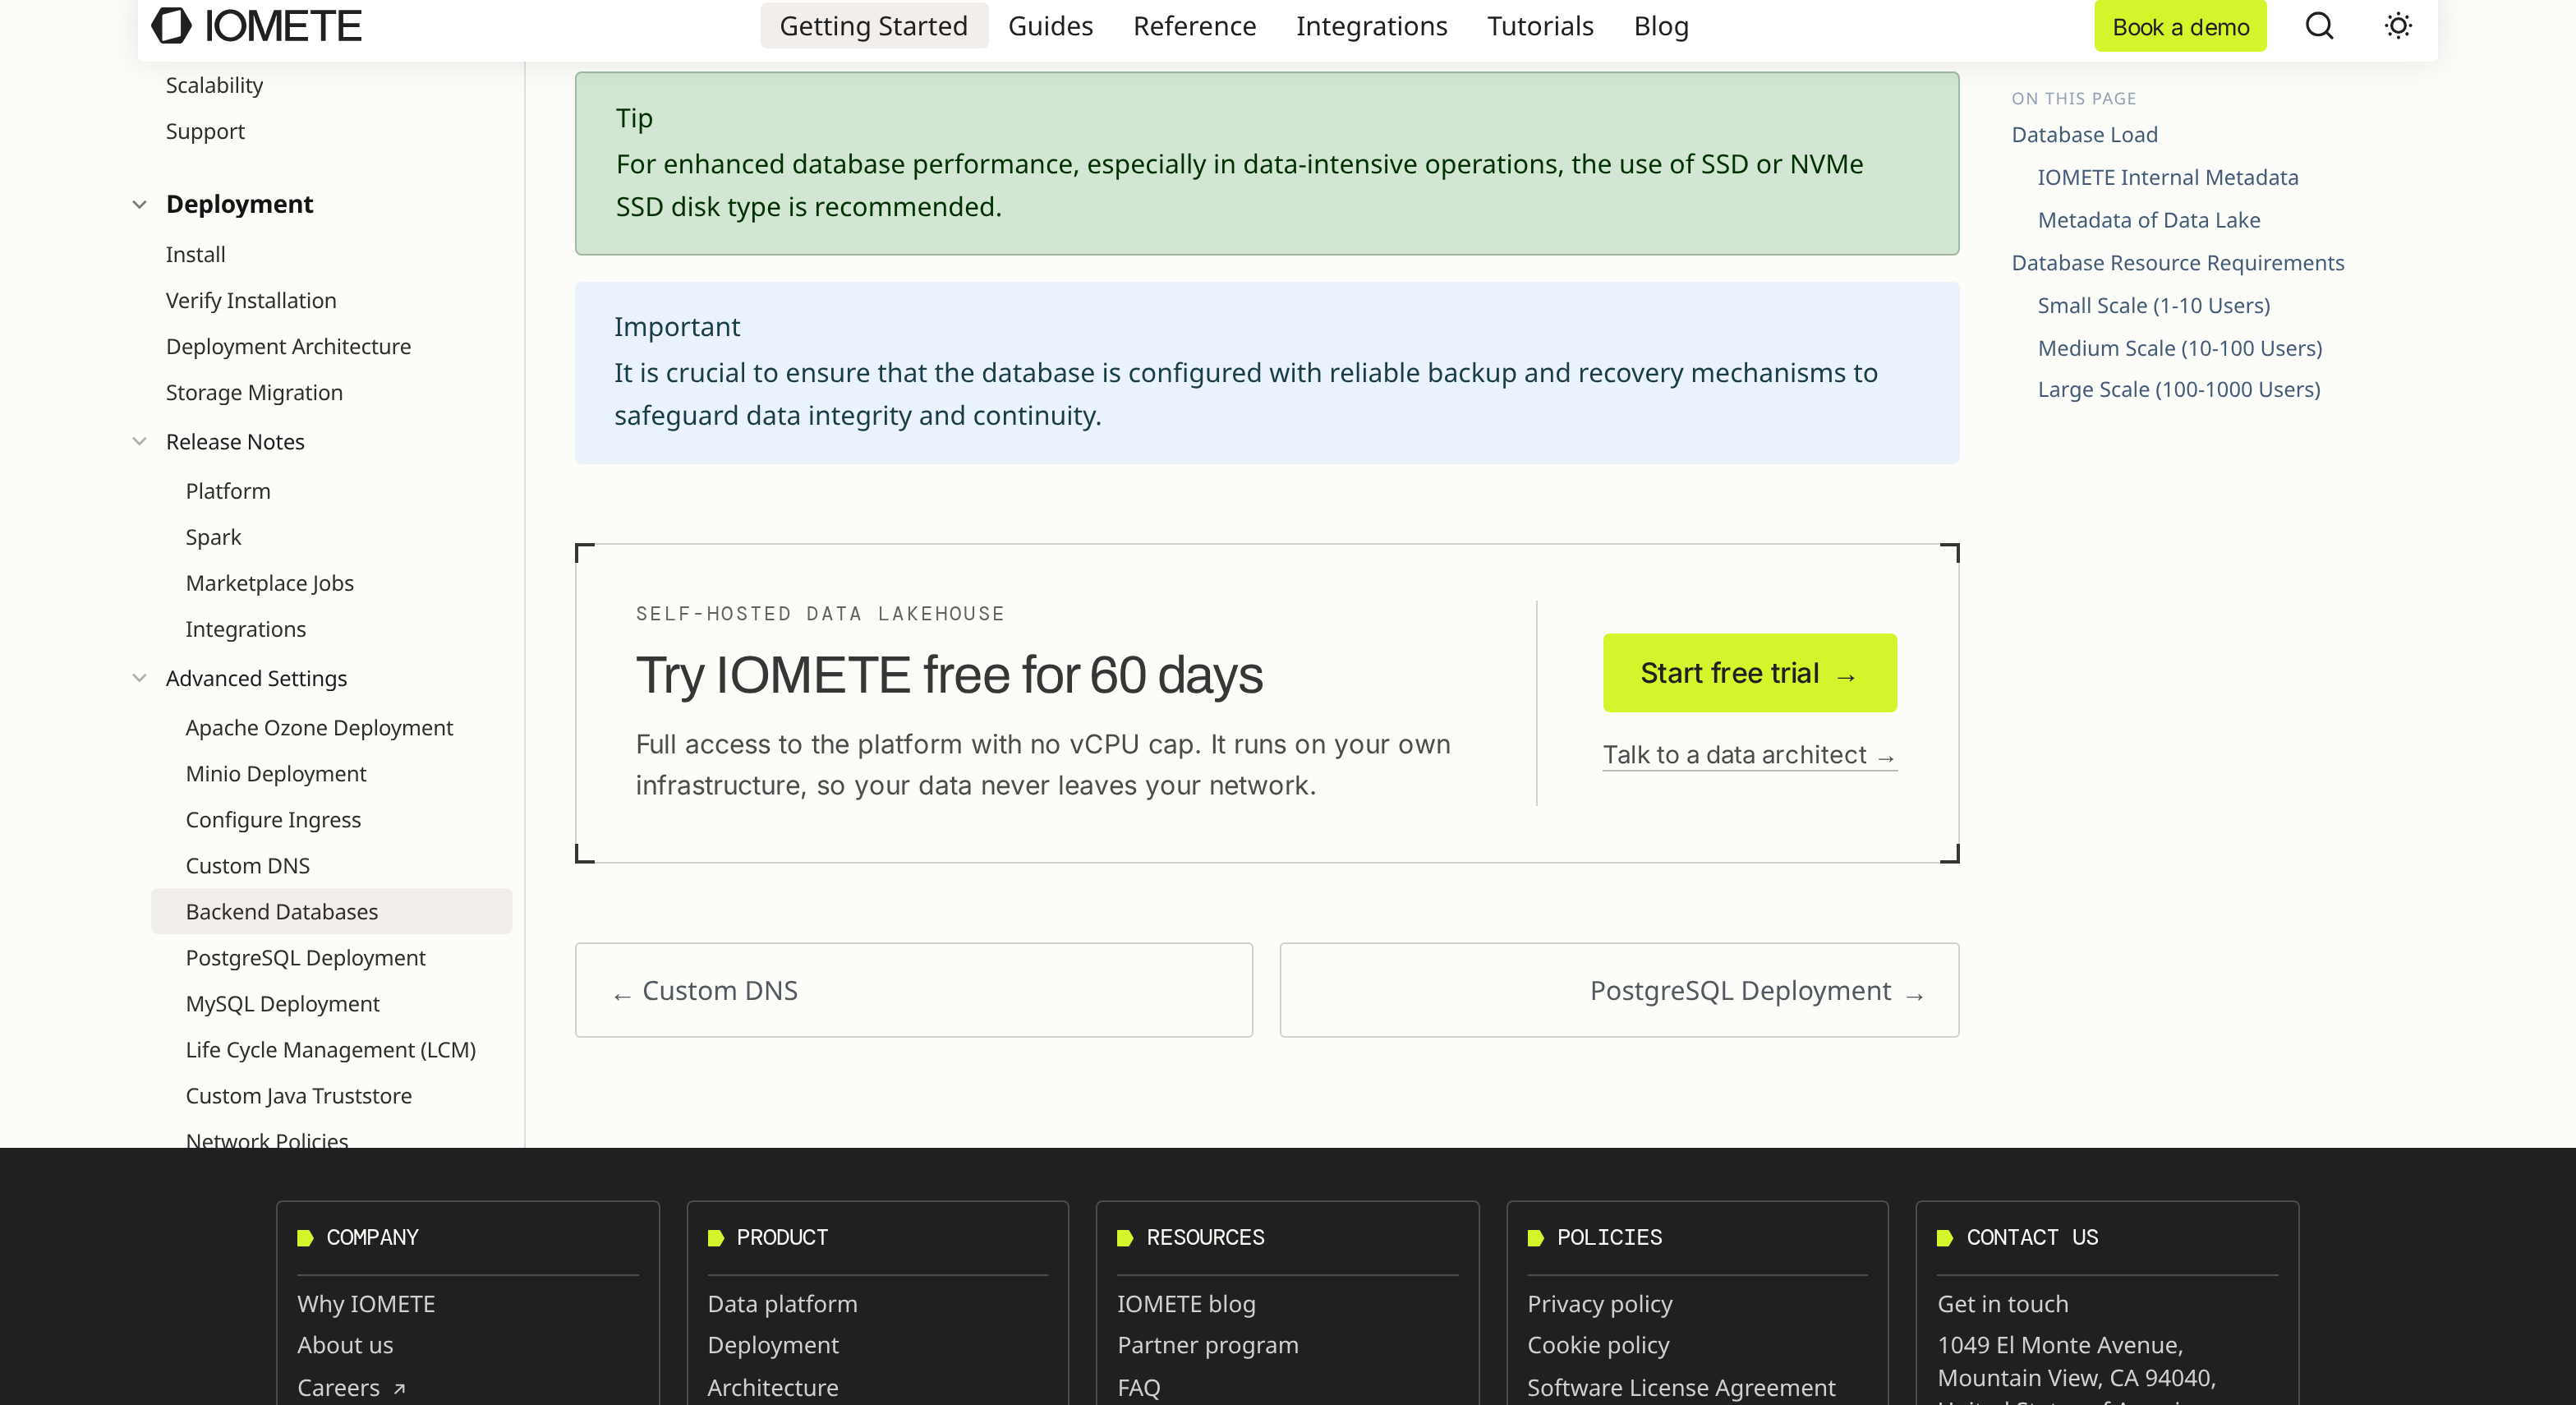 IOMETE
Getting Started
Guides
Reference
Integrations
Tutorials
Blog
Book a demo
Scalability
Support
Deployment
Install
Verify Installation
Deployment Architecture
Storage Migration
Release Notes
Platform
Spark
Marketplace Jobs
Integrations
Advanced Settings
Apache Ozone Deployment
Minio Deployment
Configure Ingress
Custom DNS
Backend Databases
PostgreSQL Deployment
MySQL Deployment
Life Cycle Management (LCM)
Custom Java Truststore
Network Policies
Tip
For enhanced database performance, especially in data-intensive operations, the use of SSD or NVMe
SSD disk type is recommended.
Important
It is crucial to ensure that the database is configured with reliable backup and recovery mechanisms to
safeguard data integrity and continuity.
SELF-HOSTED DATA LAKEHOUSE
Try IOMETE free for 60 days
Full access to the platform with no vCPU cap. It runs on your own
infrastructure, so your data never leaves your network.
Start free trial →
Talk to a data architect →
← Custom DNS
PostgreSQL Deployment →
ON THIS PAGE
Database Load
IOMETE Internal Metadata
Metadata of Data Lake
Database Resource Requirements
Small Scale (1-10 Users)
Medium Scale (10-100 Users)
Large Scale (100-1000 Users)
COMPANY
Why IOMETE
About us
Careers ↗
PRODUCT
Data platform
Deployment
Architecture
RESOURCES
IOMETE blog
Partner program
FAQ
POLICIES
Privacy policy
Cookie policy
Software License Agreement
CONTACT US
Get in touch
1049 El Monte Avenue,
Mountain View, CA 94040,